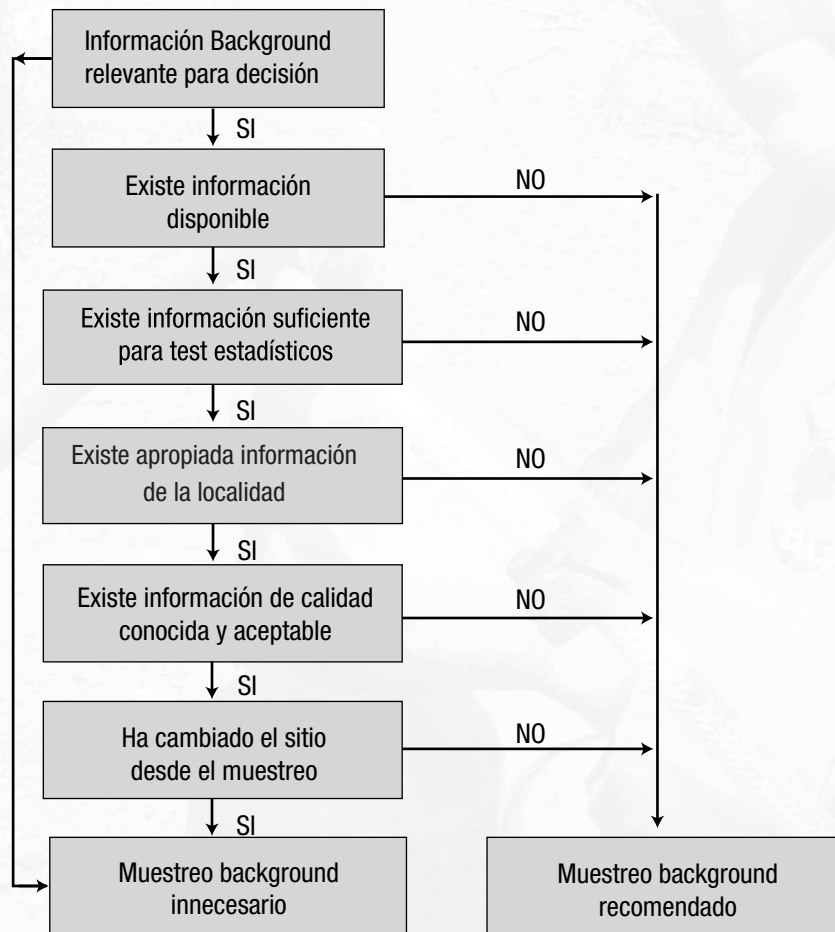 Información Background
relevante para decisión
SI
Existe información
disponible
NO
SI
Existe información suficiente
para test estadísticos
NO
SI
Existe apropiada información
de la localidad
NO
SI
Existe información de calidad
conocida y aceptable
NO
SI
Ha cambiado el sitio
desde el muestreo
NO
SI
Muestreo background
innecesario
Muestreo background
recomendado